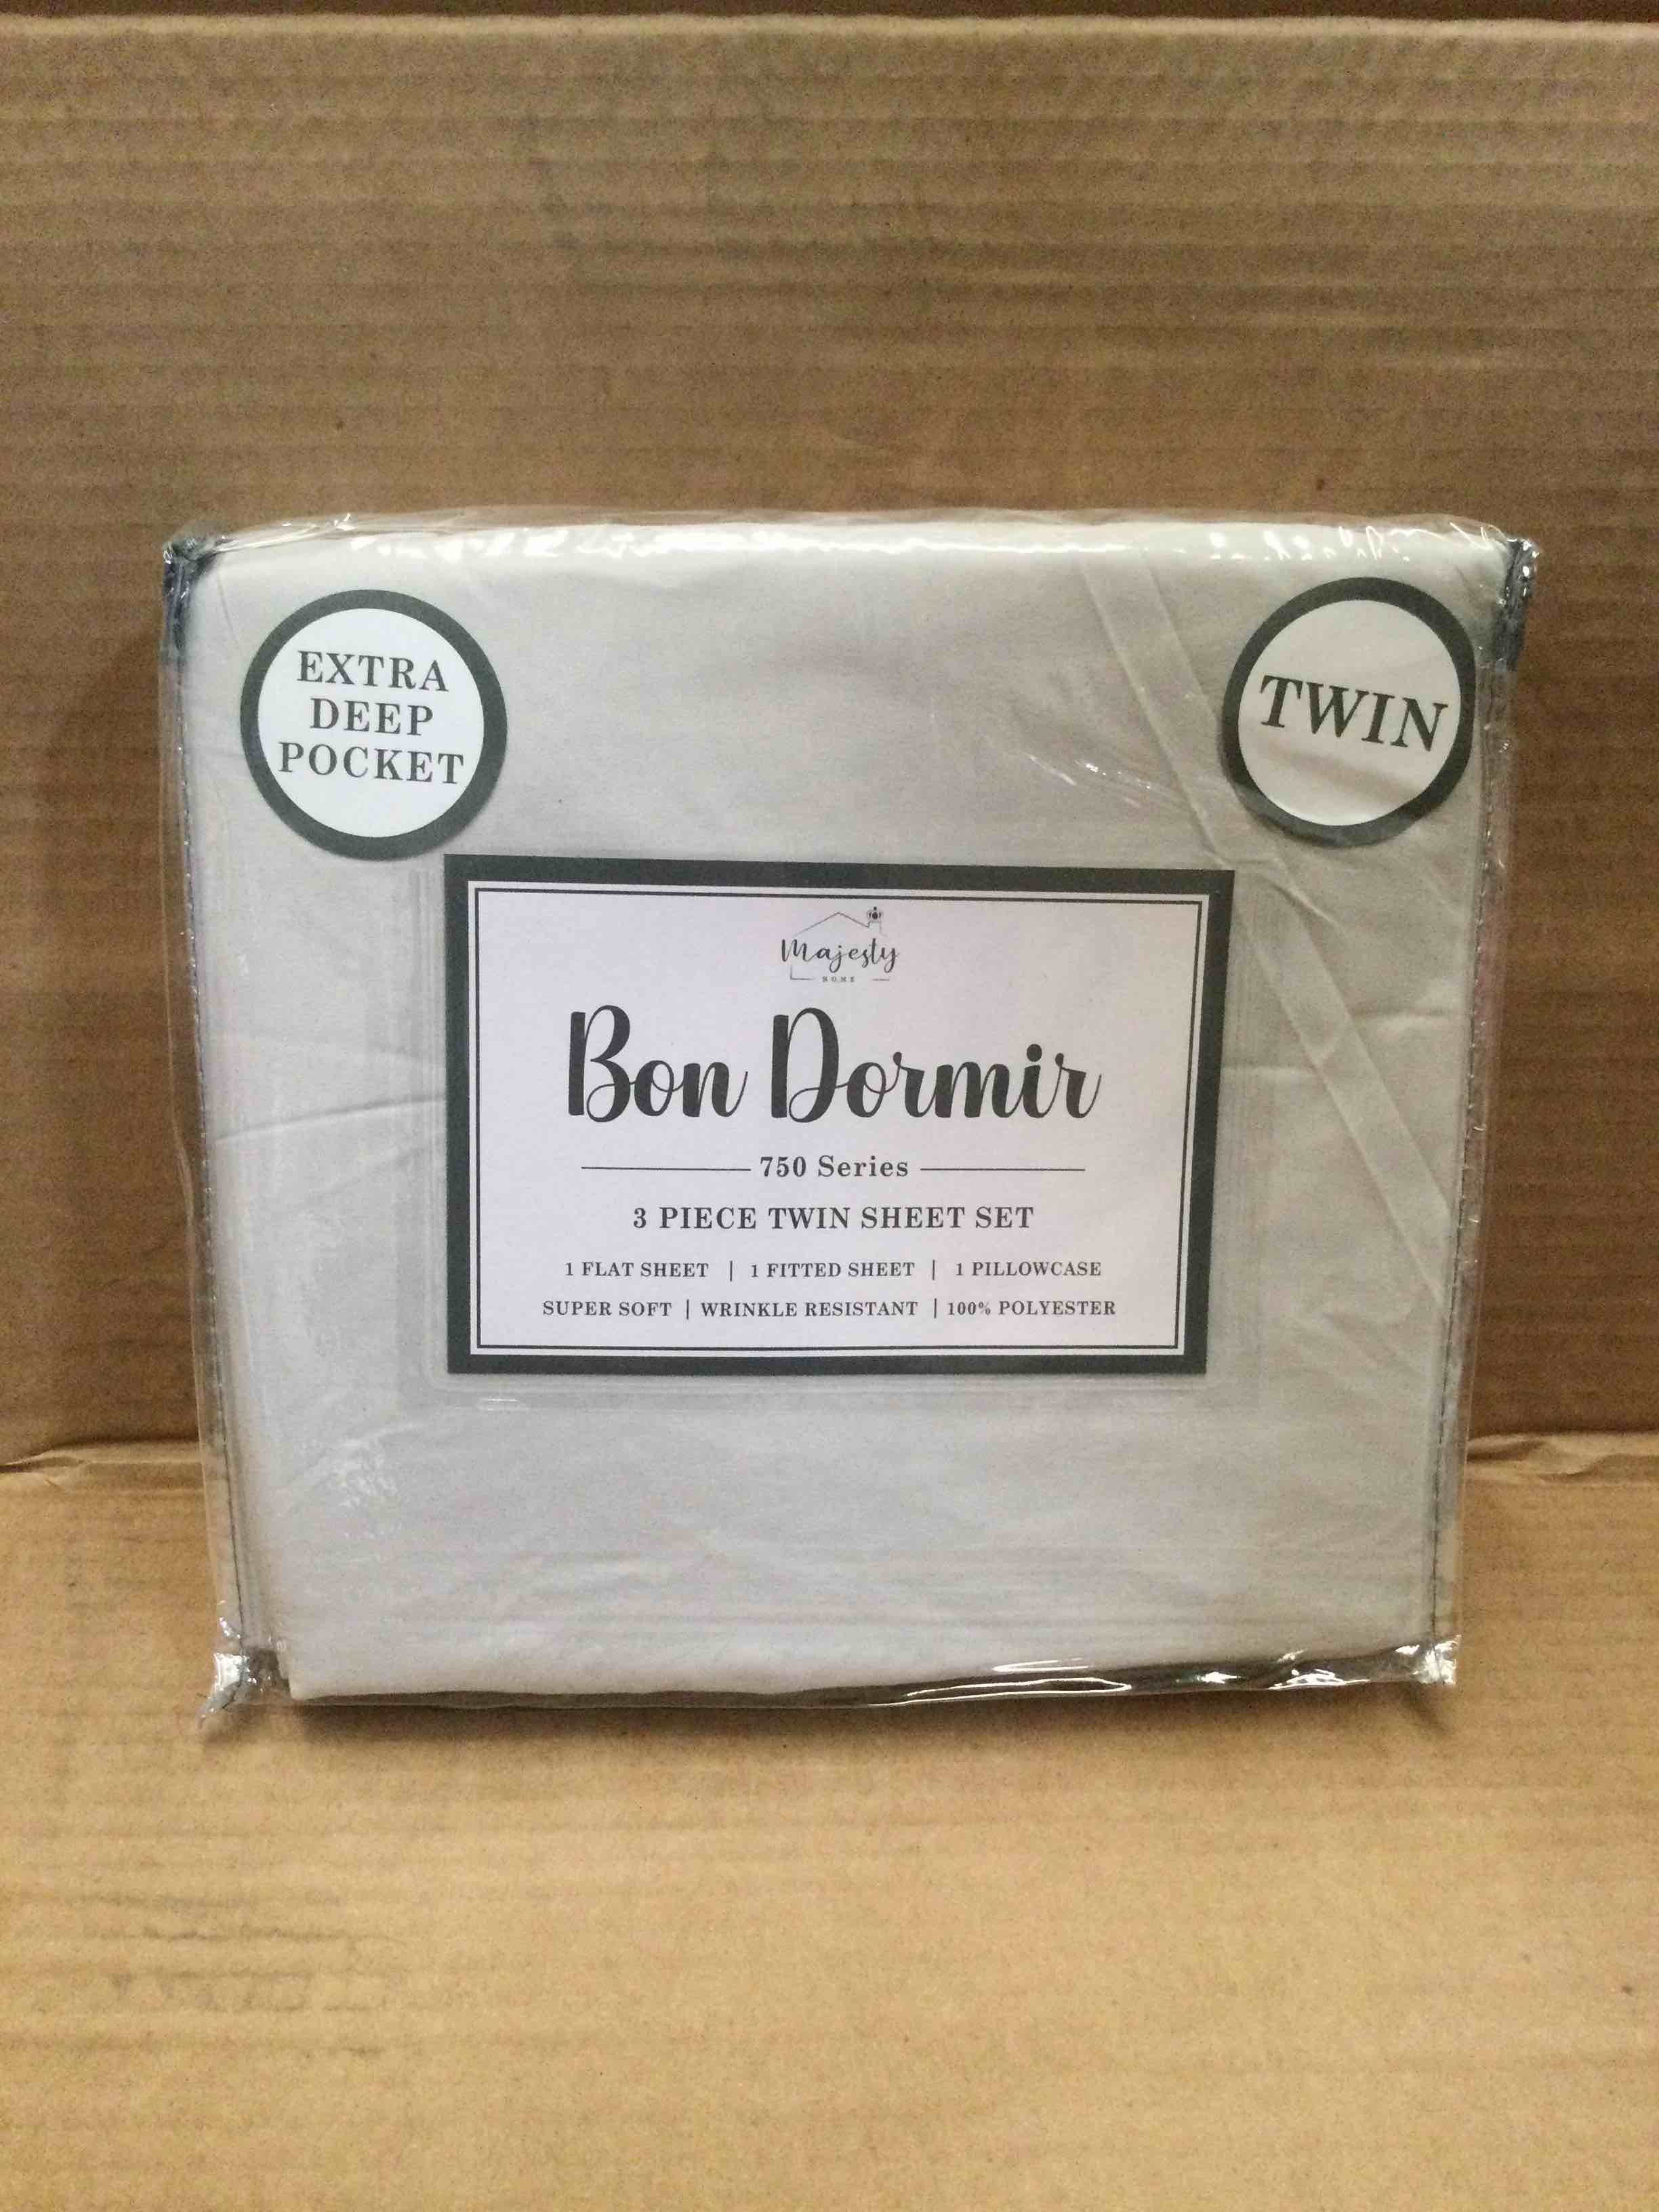 EXTRA
DEEP
POCKET
TWIN
Majesty
HOME
Bon Dormir
750 Series
3 PIECE TWIN SHEET SET
1 FLAT SHEET | 1 FITTED SHEET | 1 PILLOWCASE
SUPER SOFT | WRINKLE RESISTANT | 100% POLYESTER